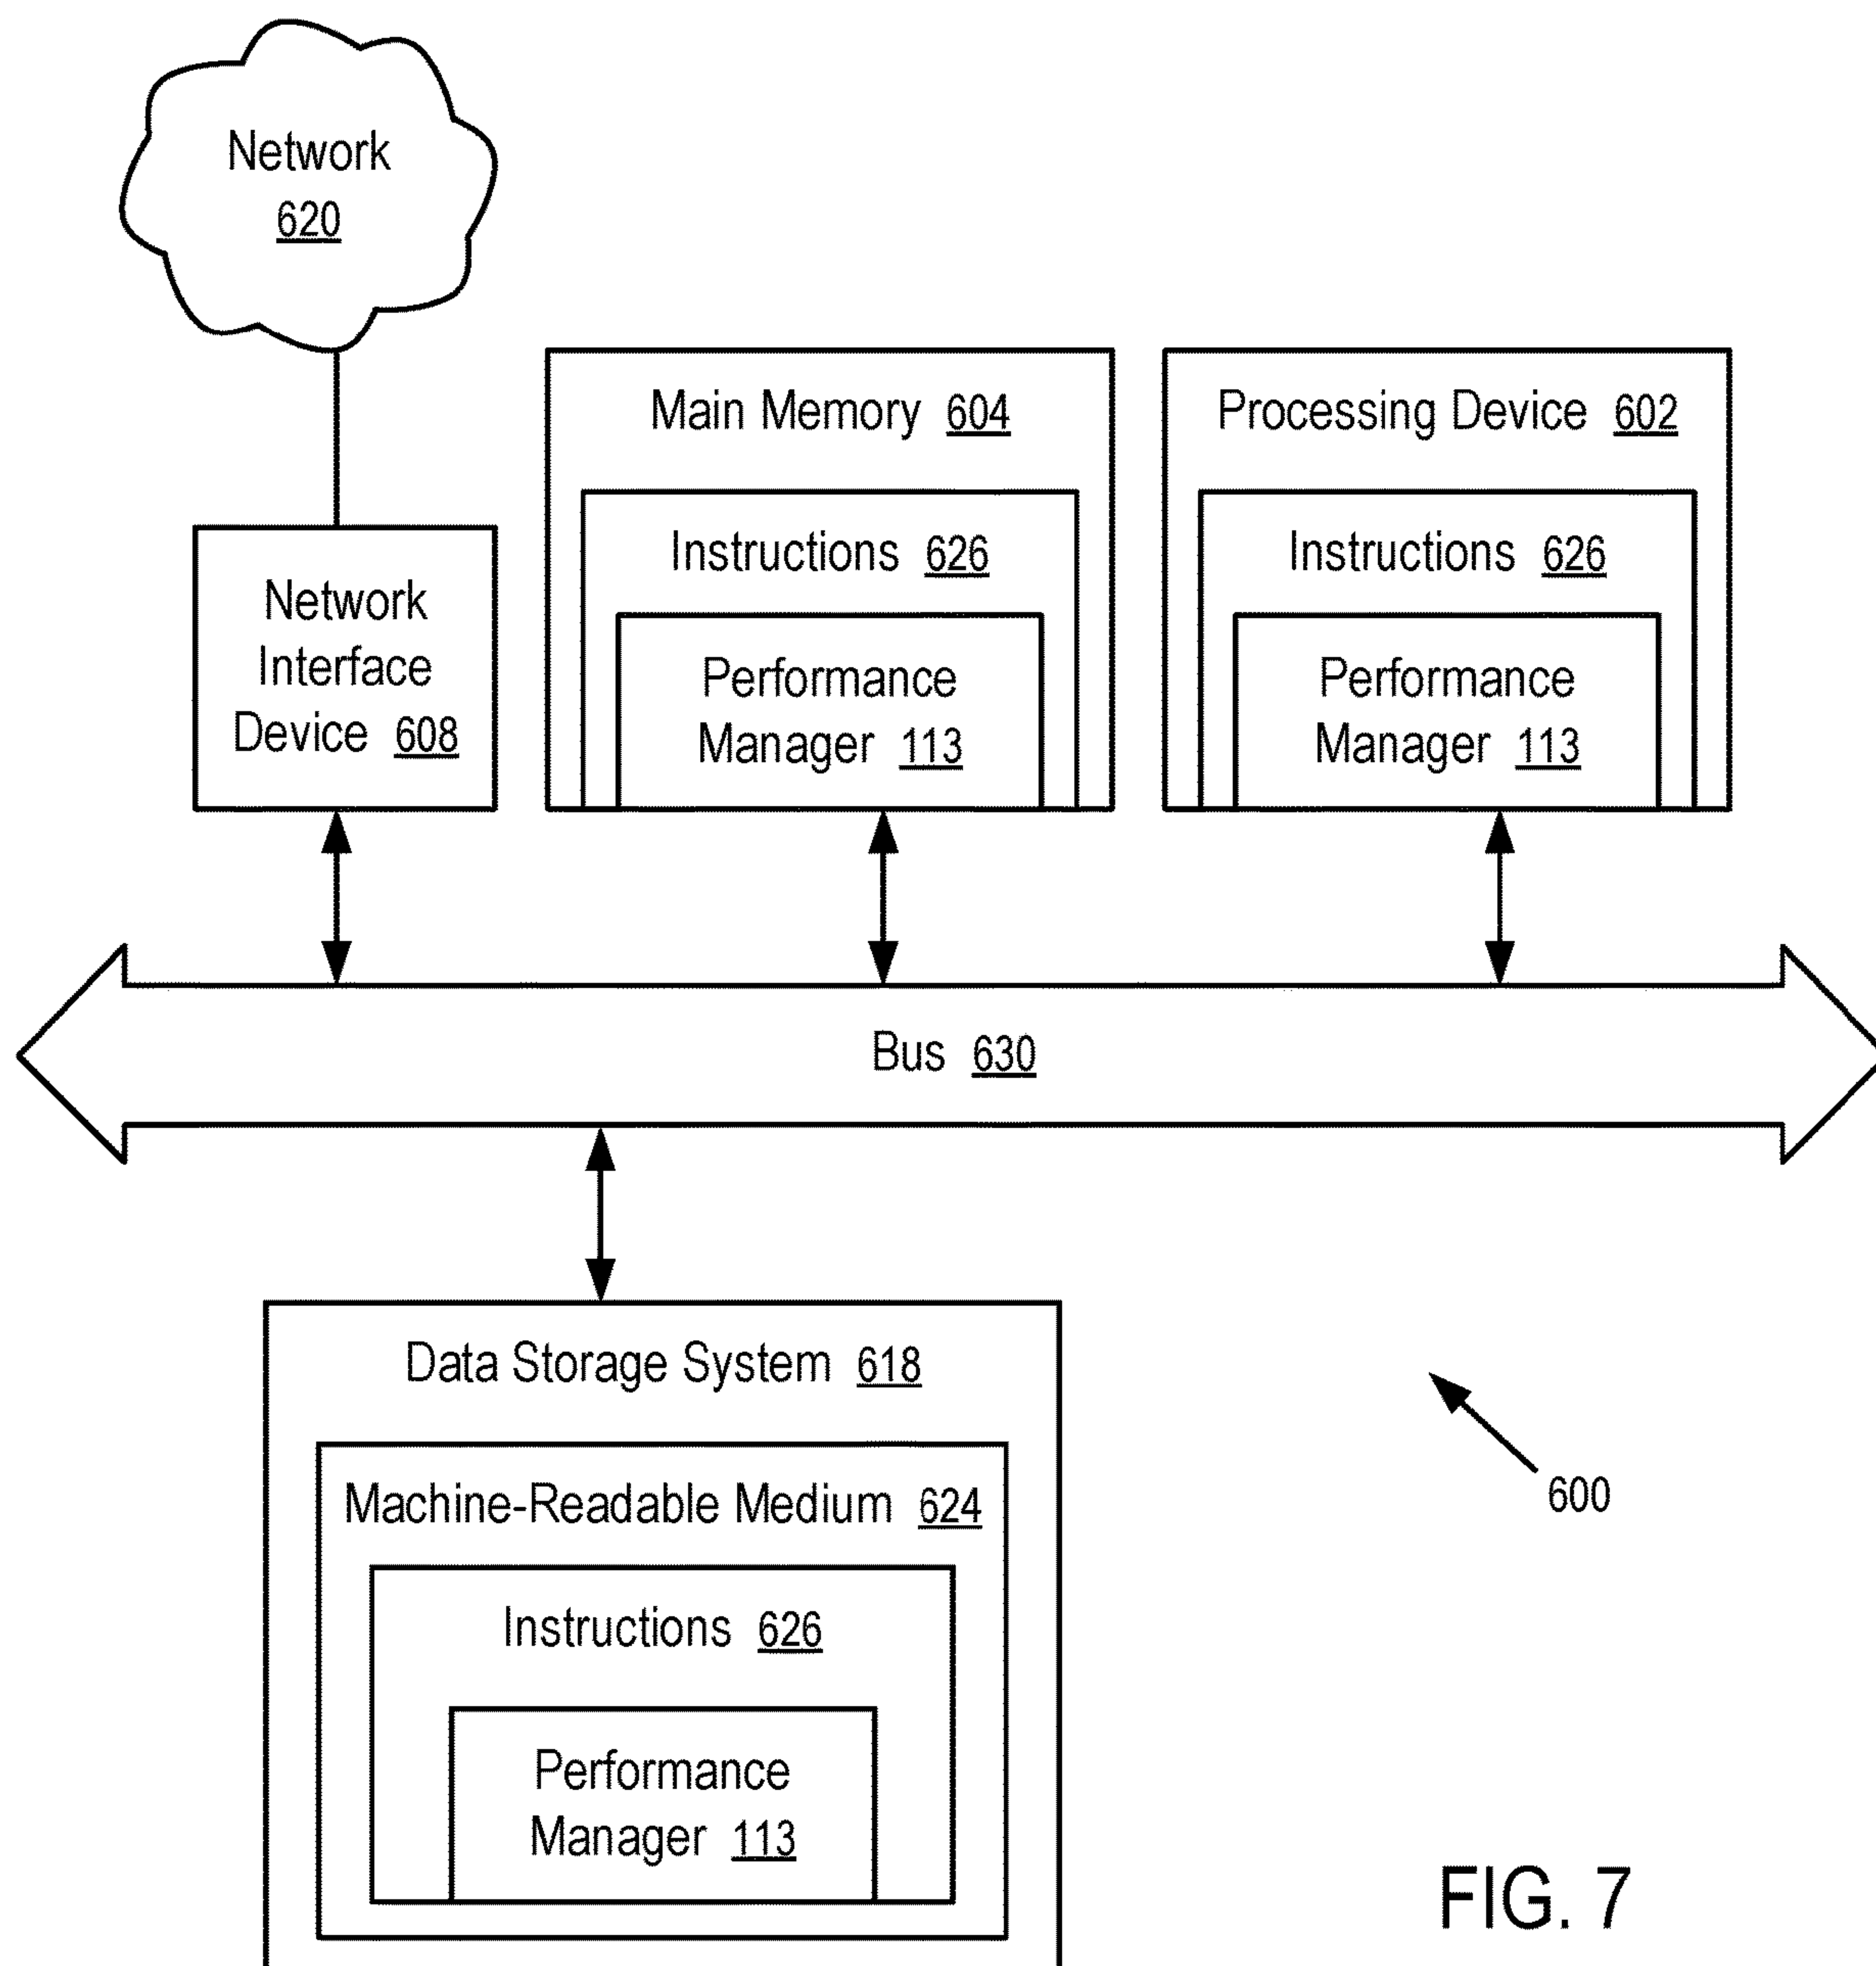 Network
620
Main Memory 604
Processing Device 602
Instructions 626
Instructions 626
Network
Interface
Device 608
Performance
Manager 113
Performance
Manager 113
Bus 630
Data Storage System 618
Machine-Readable Medium 624
600
Instructions 626
Performance
Manager 113
FIG. 7